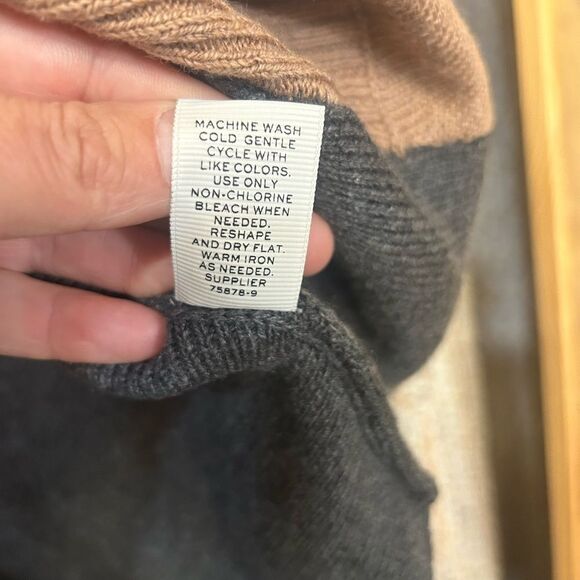 MACHINE WASH
COLD GENTLE
CYCLE WITH
LIKE COLORS.
USE ONLY
NON-CHLORINE
BLEACH WHEN
NEEDED.
RESHAPE
AND DRY FLAT.
WARM IRON
AS NEEDED.
SUPPLIER
75878-9